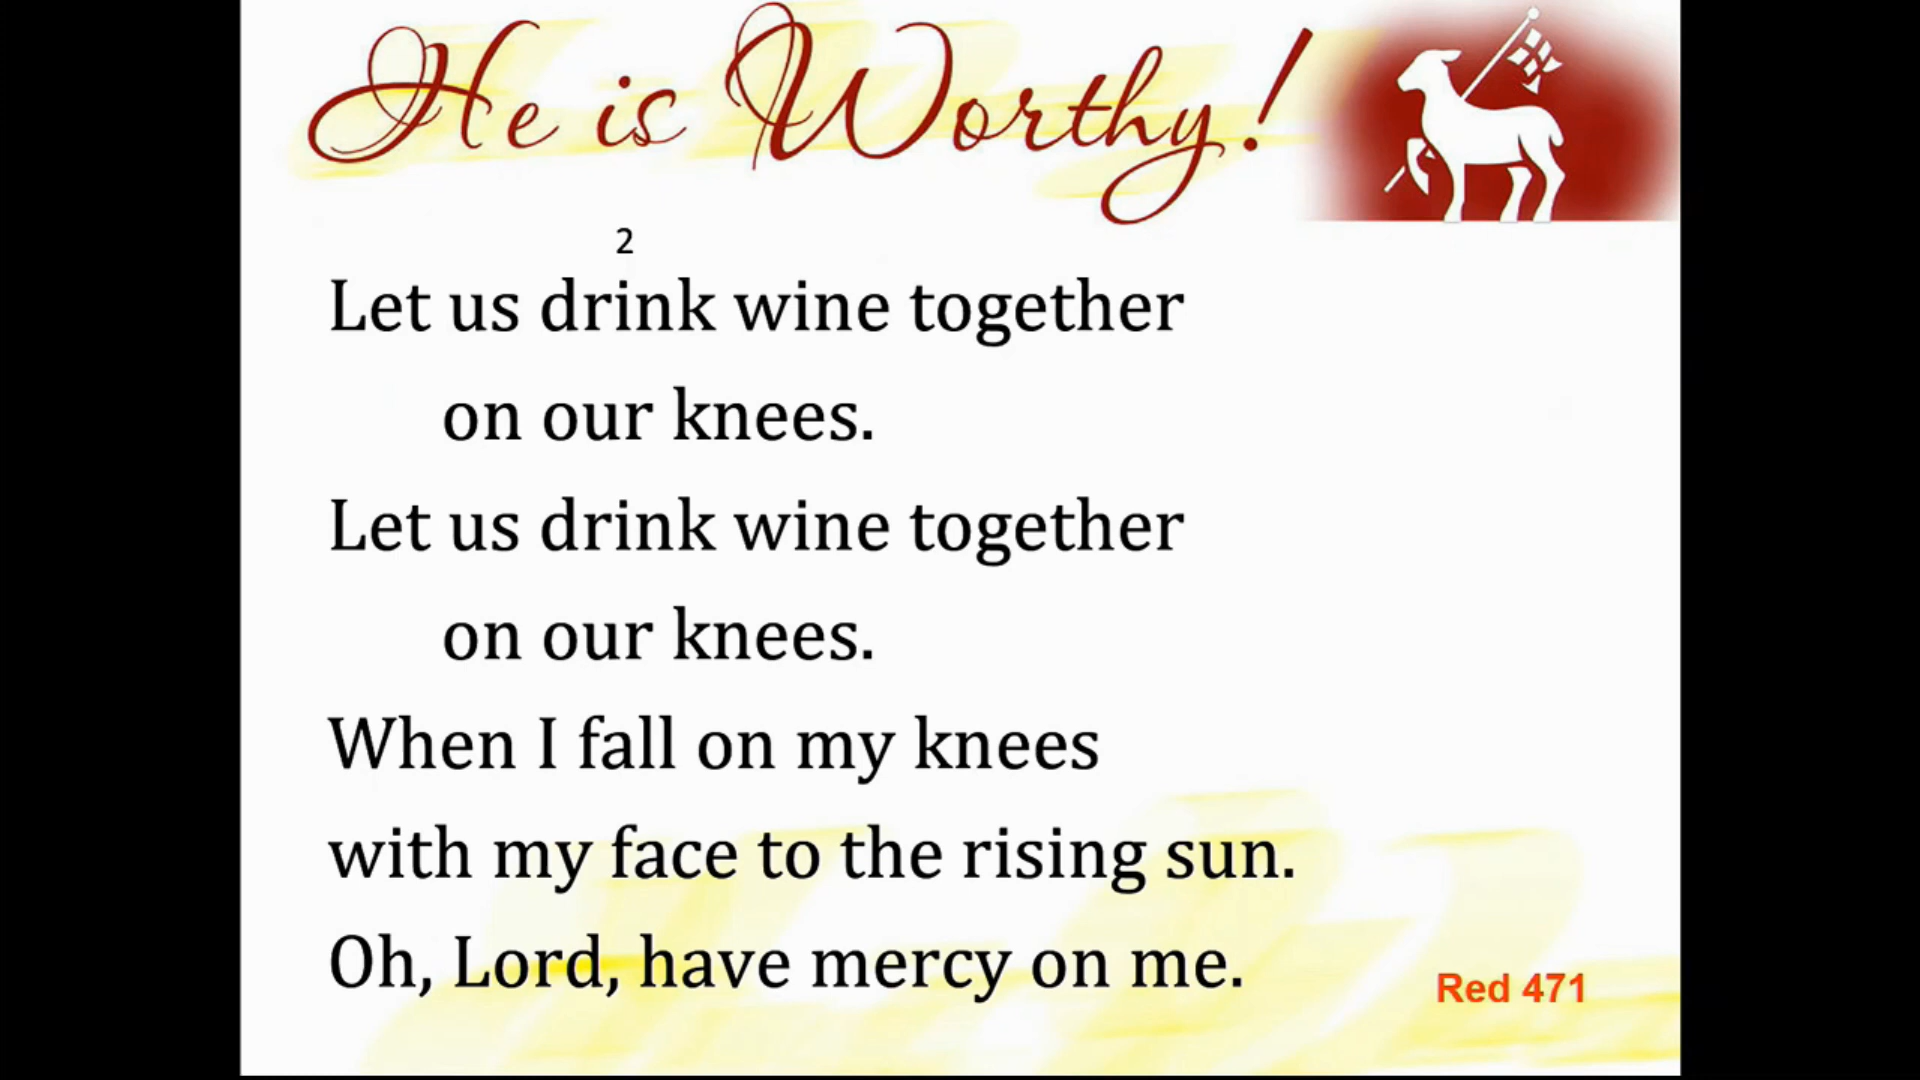 He is Worthy!
2
Let us drink wine together
on our knees.
Let us drink wine together
on our knees.
When I fall on my knees
with my face to the rising sun.
Oh, Lord, have mercy on me.
Red 471